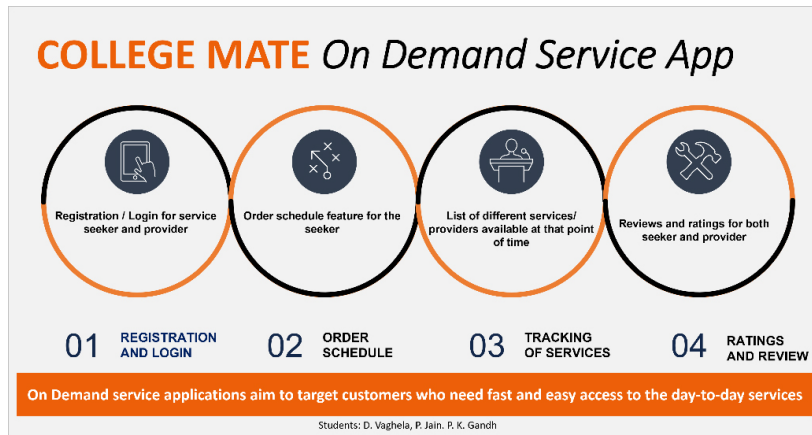 COLLEGE MATE On Demand Service App
Registration / Login for service
seeker and provider
Order schedule feature for the
seeker
List of different services/
providers available at that point
of time
Reviews and ratings for both
seeker and provider
01 REGISTRATION
AND LOGIN
02 ORDER
SCHEDULE
03 TRACKING
OF SERVICES
04 RATINGS
AND REVIEW
On Demand service applications aim to target customers who need fast and easy access to the day-to-day services
Students: D. Vaghela, P. Jain. P. K. Gandh